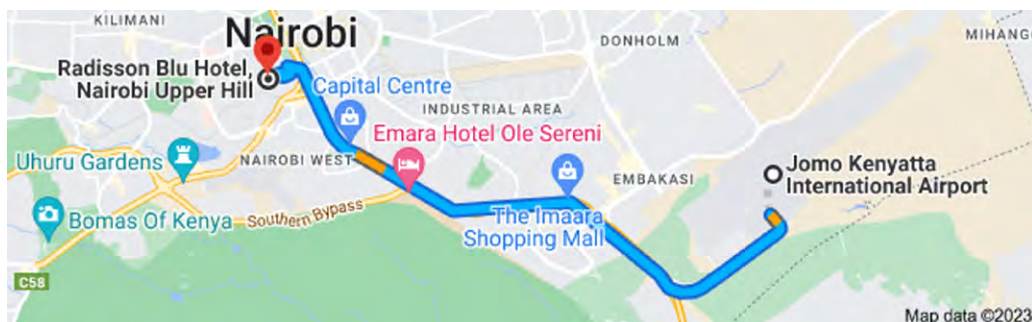 KILIMANI
Nairobi
DONHOLM
MIHANGO
Radisson Blu Hotel,
Nairobi Upper Hill
Capital Centre
INDUSTRIAL AREA
Emara Hotel Ole Sereni
Uhuru Gardens
NAIROBI WEST
EMBAKASI
Jomo Kenyatta
International Airport
Bomas Of Kenya
Southern Bypass
The Imaara
Shopping Mall
C58
Map data ©2023